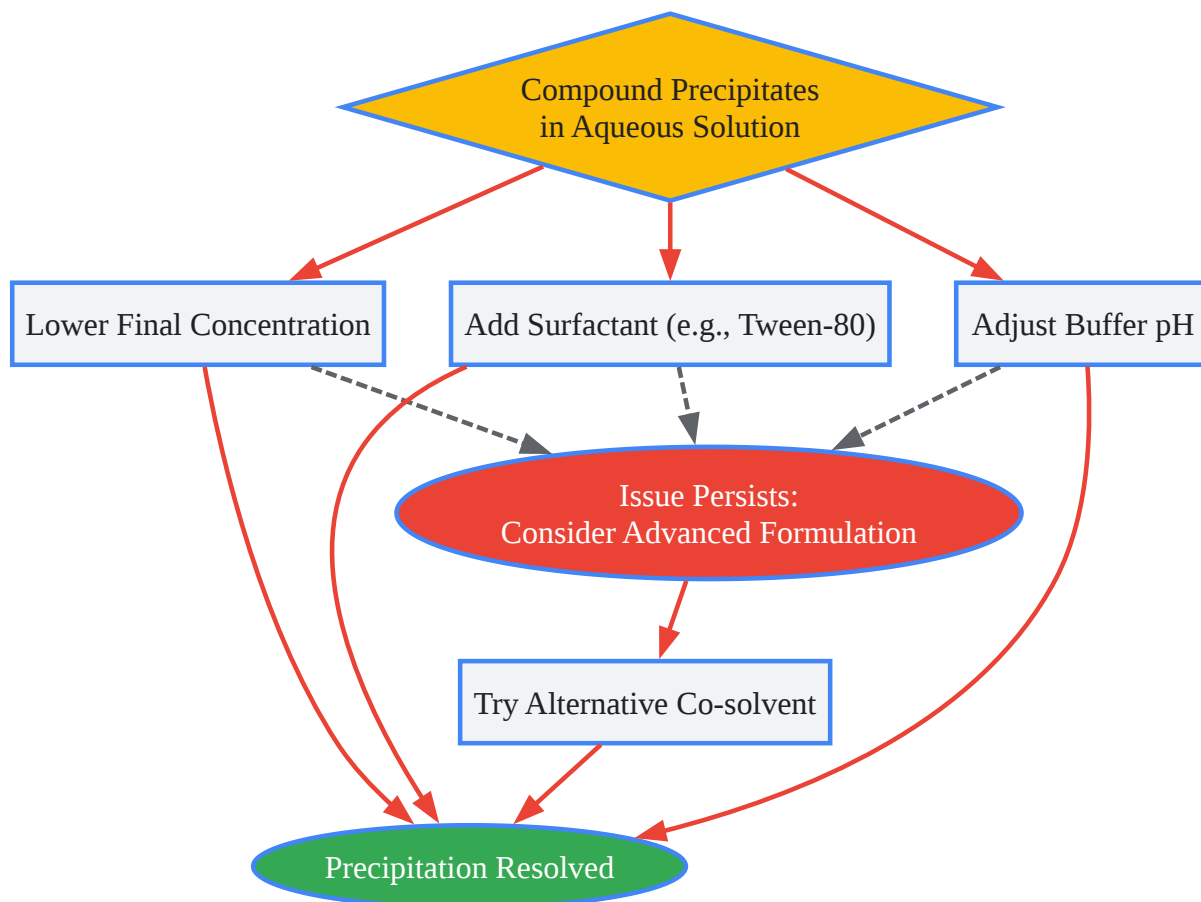 Compound Precipitates
in Aqueous Solution
Lower Final Concentration
Add Surfactant (e.g., Tween-80)
Adjust Buffer pH
Issue Persists:
Consider Advanced Formulation
Try Alternative Co-solvent
Precipitation Resolved